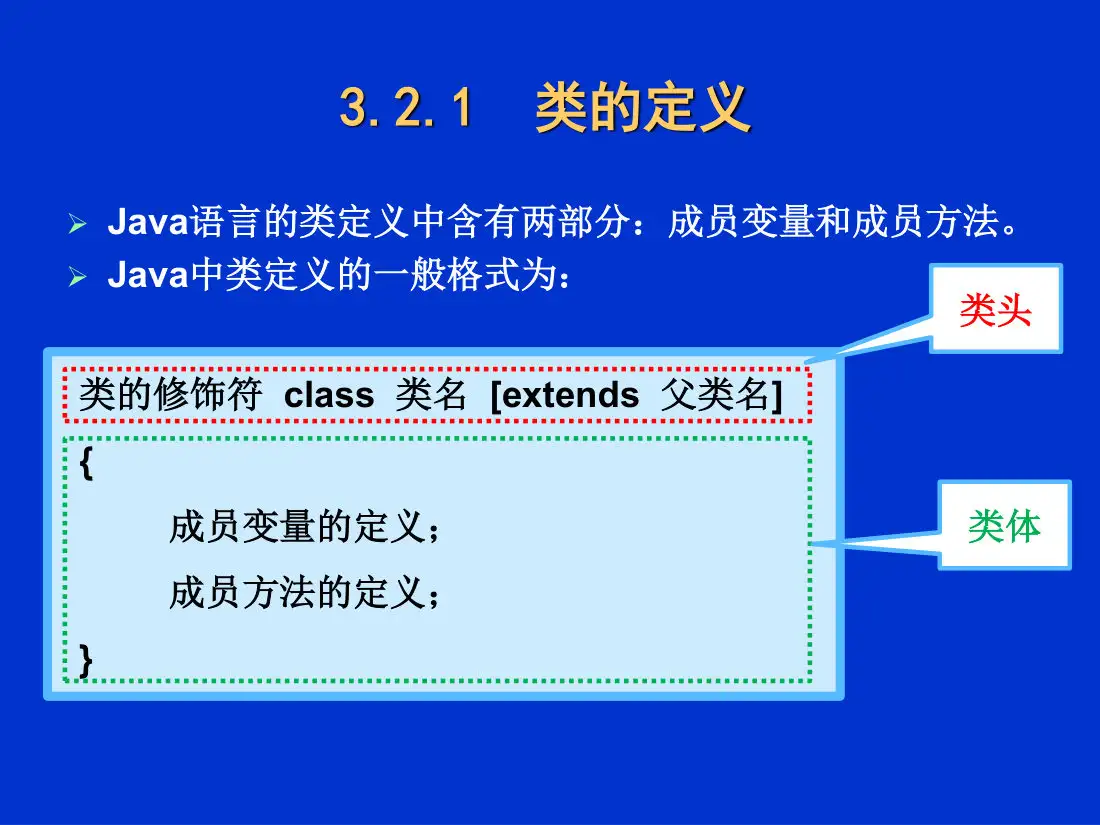 3.2.1 类的定义
Java语言的类定义中含有两部分：成员变量和成员方法。
Java中类定义的一般格式为：
类头
类的修饰符 class 类名 [extends 父类名]
{
成员变量的定义；
类体
成员方法的定义；
}